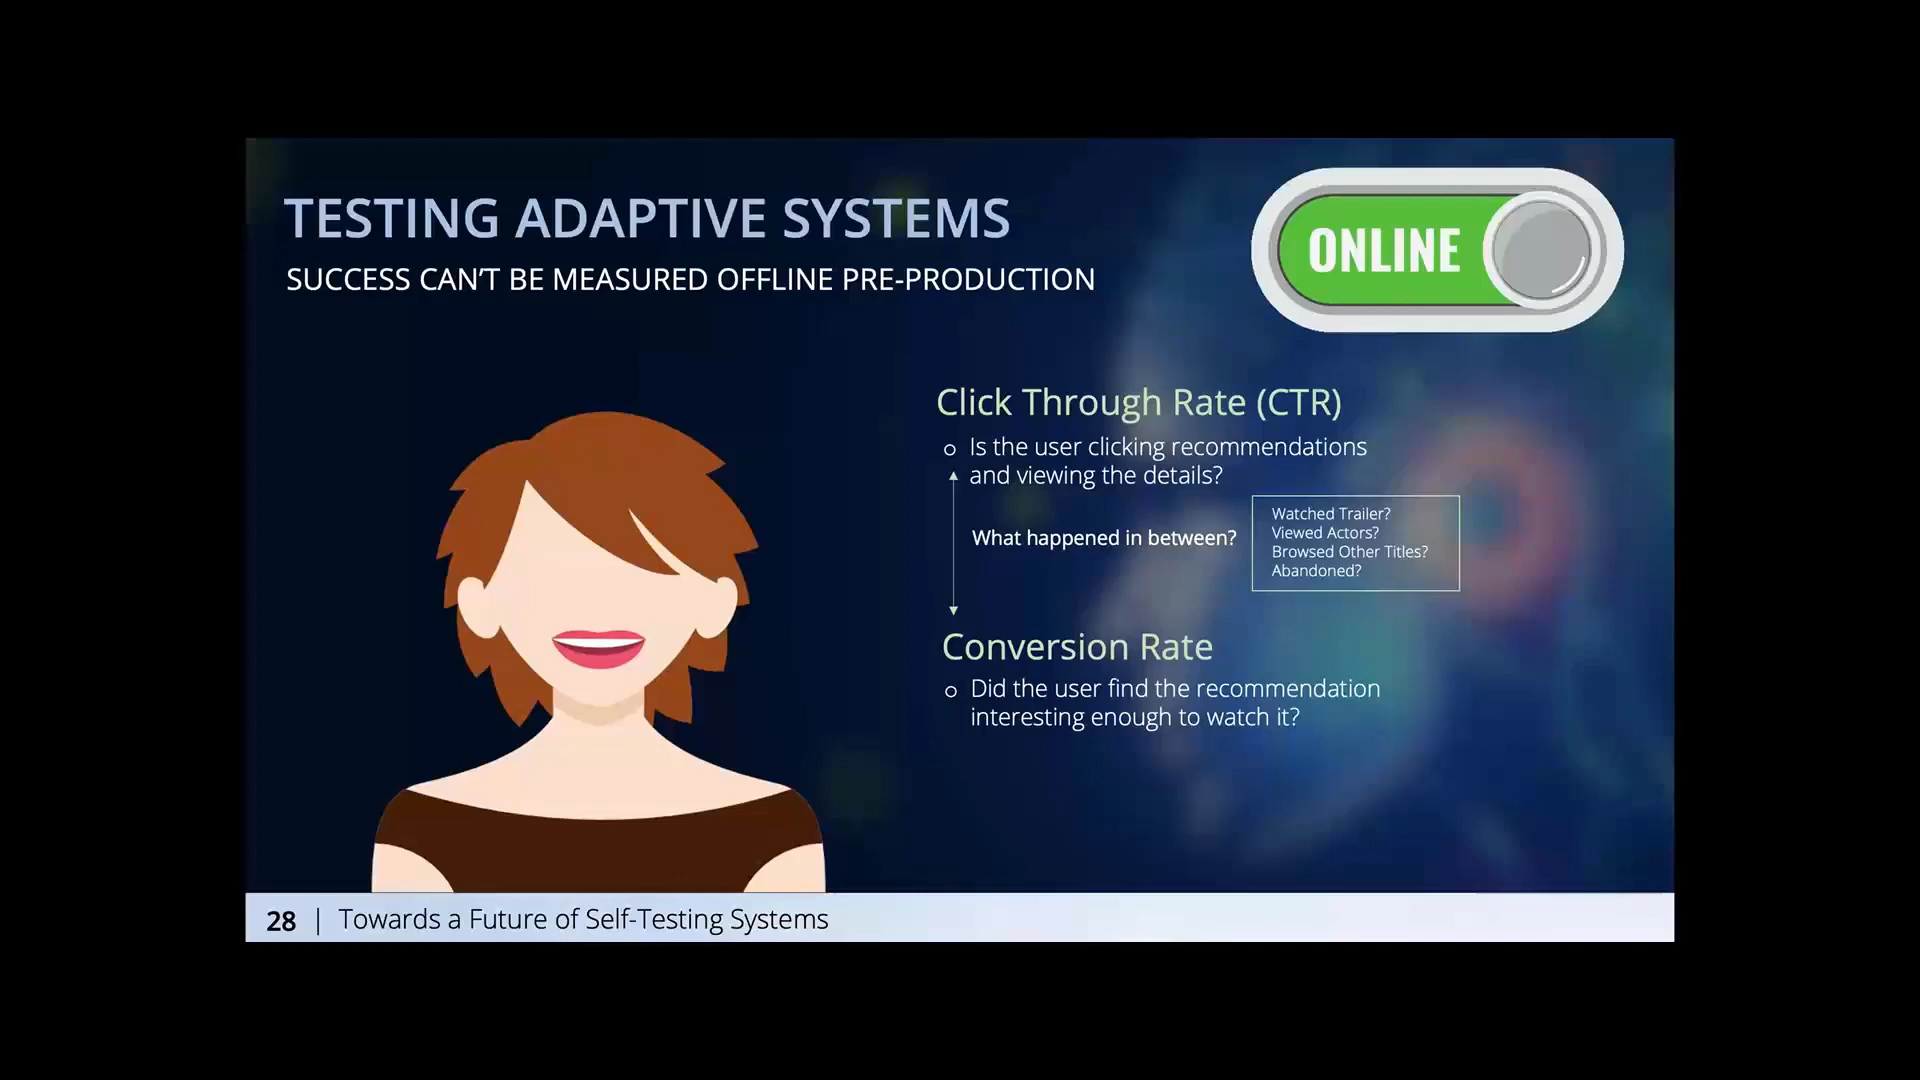 TESTING ADAPTIVE SYSTEMS
SUCCESS CAN'T BE MEASURED OFFLINE PRE-PRODUCTION
ONLINE
Click Through Rate (CTR)
Is the user clicking recommendations
and viewing the details?
What happened in between?
Watched Trailer?
Viewed Actors?
Browsed Other Titles?
Abandoned?
Conversion Rate
Did the user find the recommendation
interesting enough to watch it?
28 | Towards a Future of Self-Testing Systems